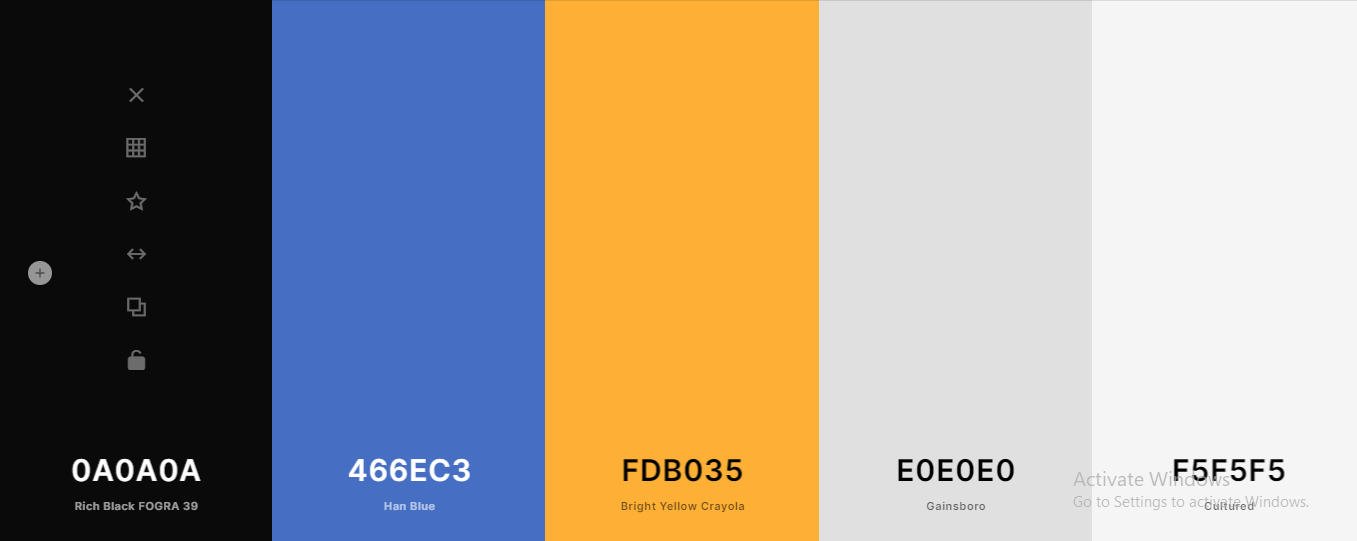 0A0A0A
Rich Black FOGRA 39
466EC3
Han Blue
FDB035
Bright Yellow Crayola
E0E0E0
Gainsboro
F5F5F5
Cultured
Activate Windows
Go to Settings to activate Windows.